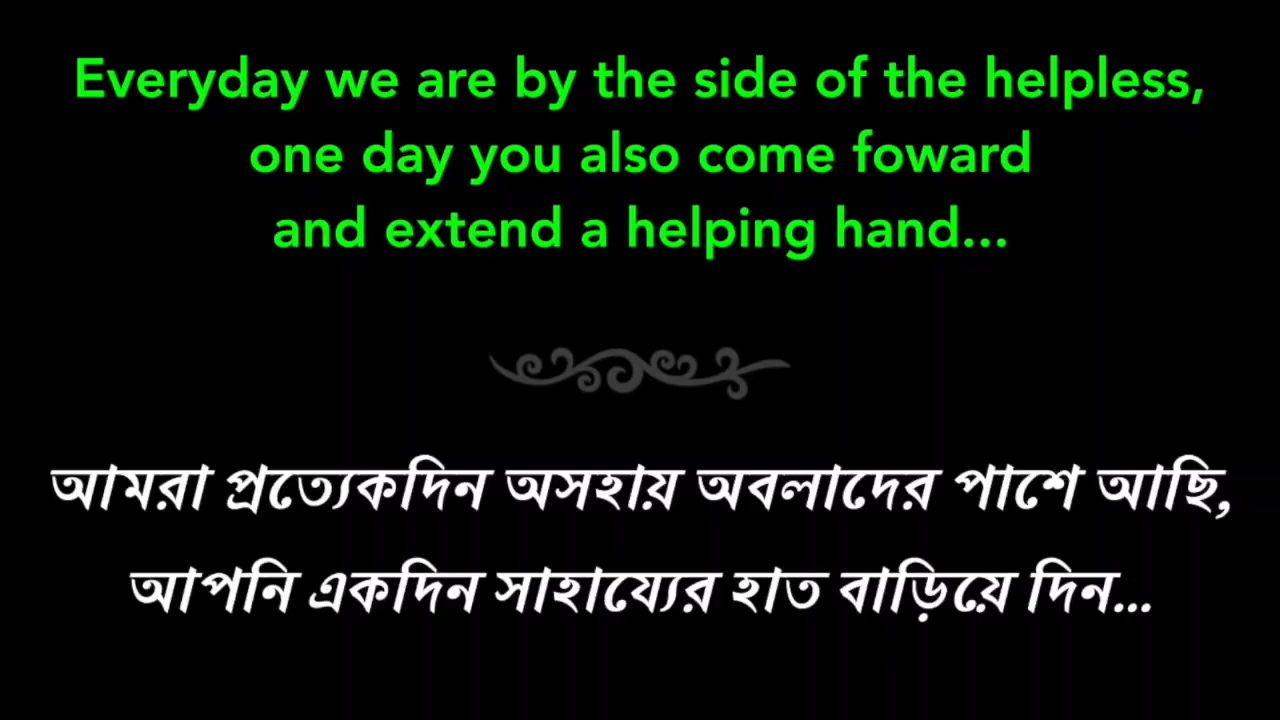 Everyday we are by the side of the helpless,
one day you also come foward
and extend a helping hand...
আমরা প্রত্যেকদিন অসহায় অবলাদের পাশে আছি,
আপনি একদিন সাহায্যের হাত বাড়িয়ে দিন...